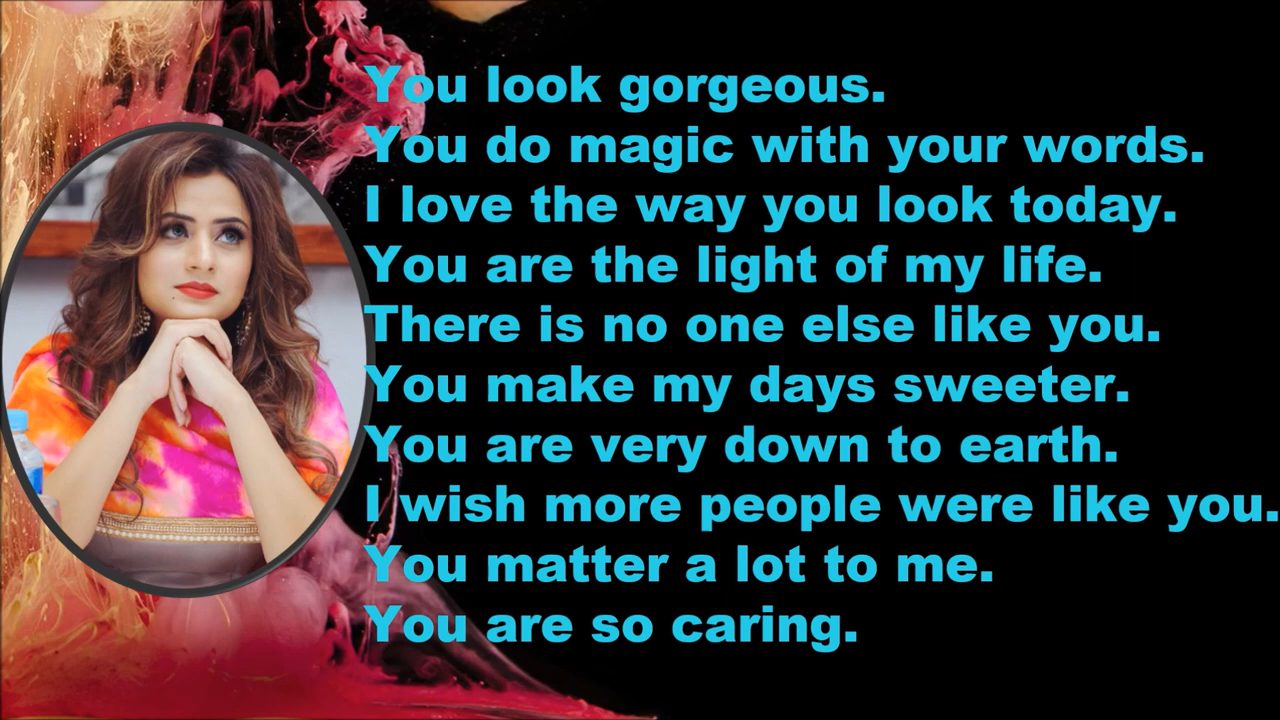 You look gorgeous.
You do magic with your words.
I love the way you look today.
You are the light of my life.
There is no one else like you.
You make my days sweeter.
You are very down to earth.
I wish more people were like you.
You matter a lot to me.
You are so caring.